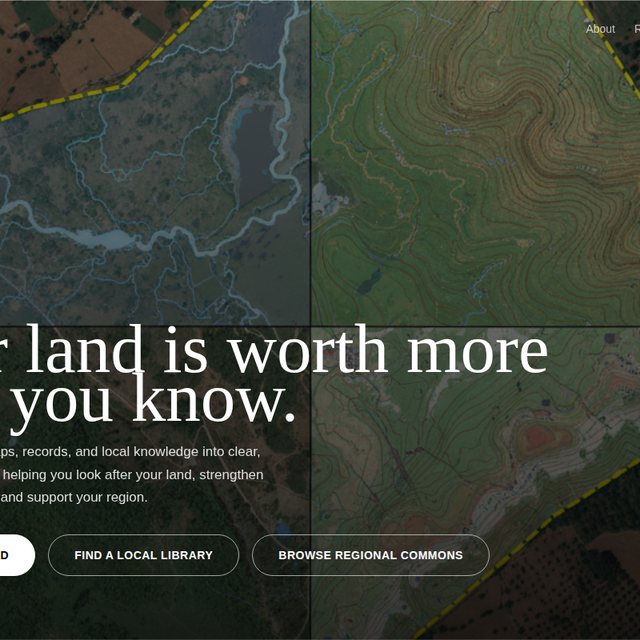 About R
r land is worth more
you know.
ps, records, and local knowledge into clear,
helping you look after your land, strengthen
and support your region.
D FIND A LOCAL LIBRARY BROWSE REGIONAL COMMONS